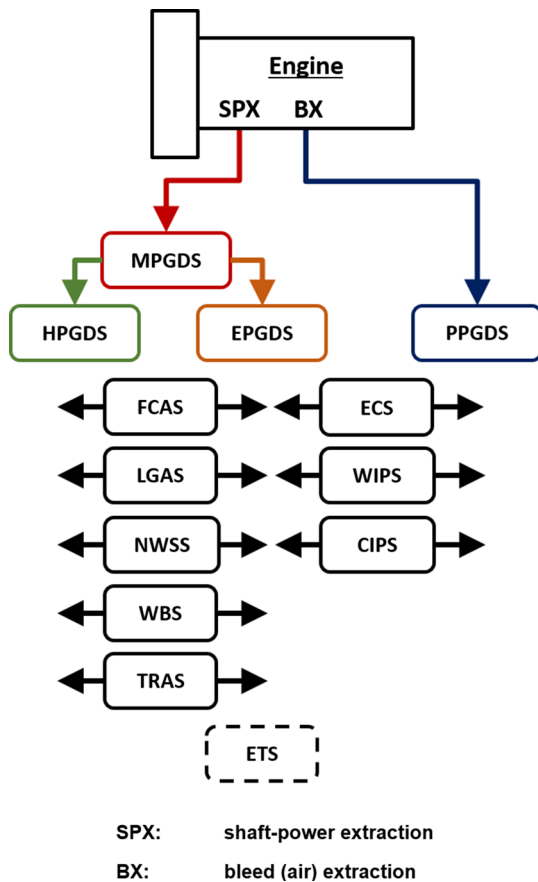 Engine
SPX BX
MPGDS
HPGDS EPGDS PPGDS
FCAS ECS
LGAS WIPS
NWSS CIPS
WBS
TRAS
ETS
SPX: shaft-power extraction
BX: bleed (air) extraction